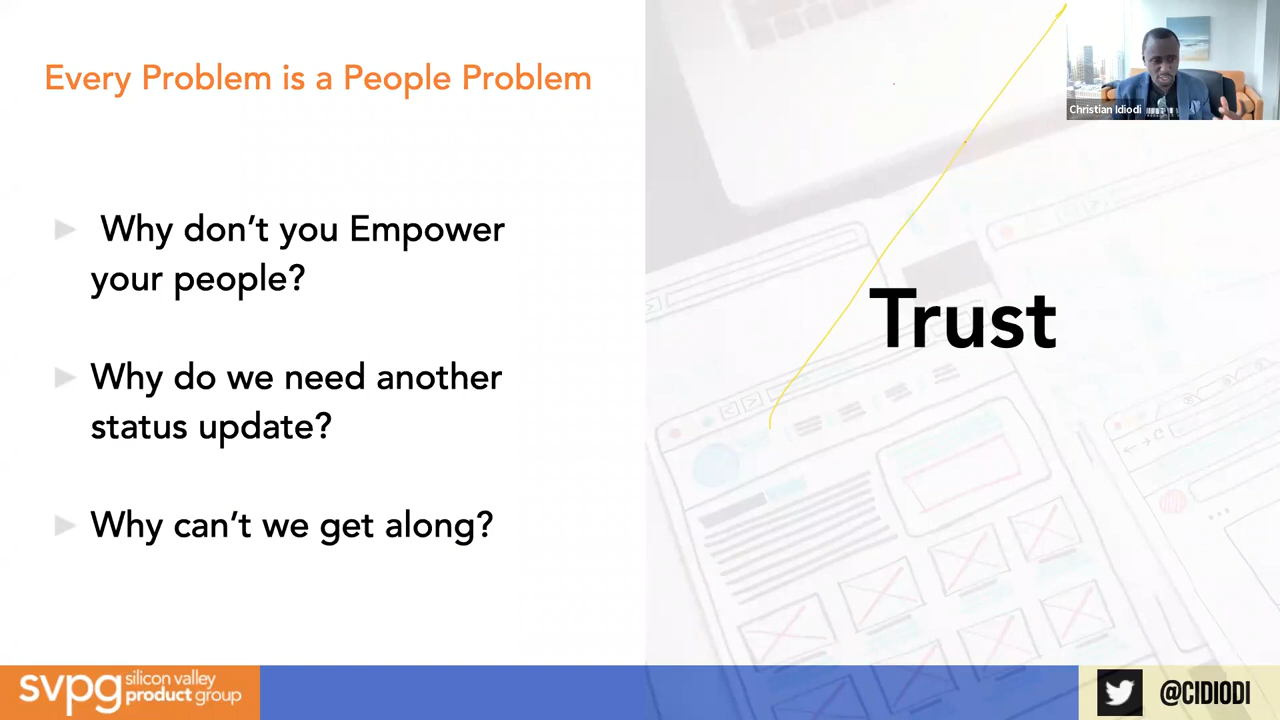 Every Problem is a People Problem
Christian Idiodi
Why don't you Empower
your people?
Trust
Why do we need another
status update?
Why can't we get along?
svpg silicon valley
product group
@CIDIODI